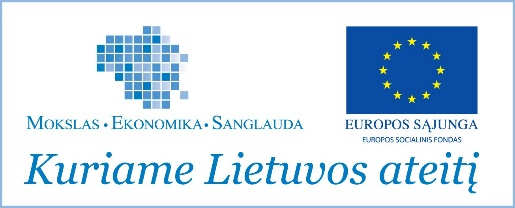 MOKSLAS • EKONOMIKA • SANGLAUDA
EUROPOS SĄJUNGA
EUROPOS SOCIALINIS FONDAS
Kuriame Lietuvos ateitį